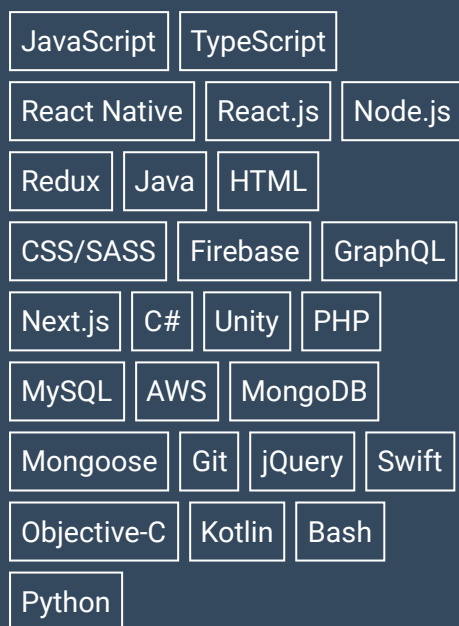 JavaScript TypeScript
React Native React.js Node.js
Redux Java HTML
CSS/SASS Firebase GraphQL
Next.js C# Unity PHP
MySQL AWS MongoDB
Mongoose Git jQuery Swift
Objective-C Kotlin Bash
Python